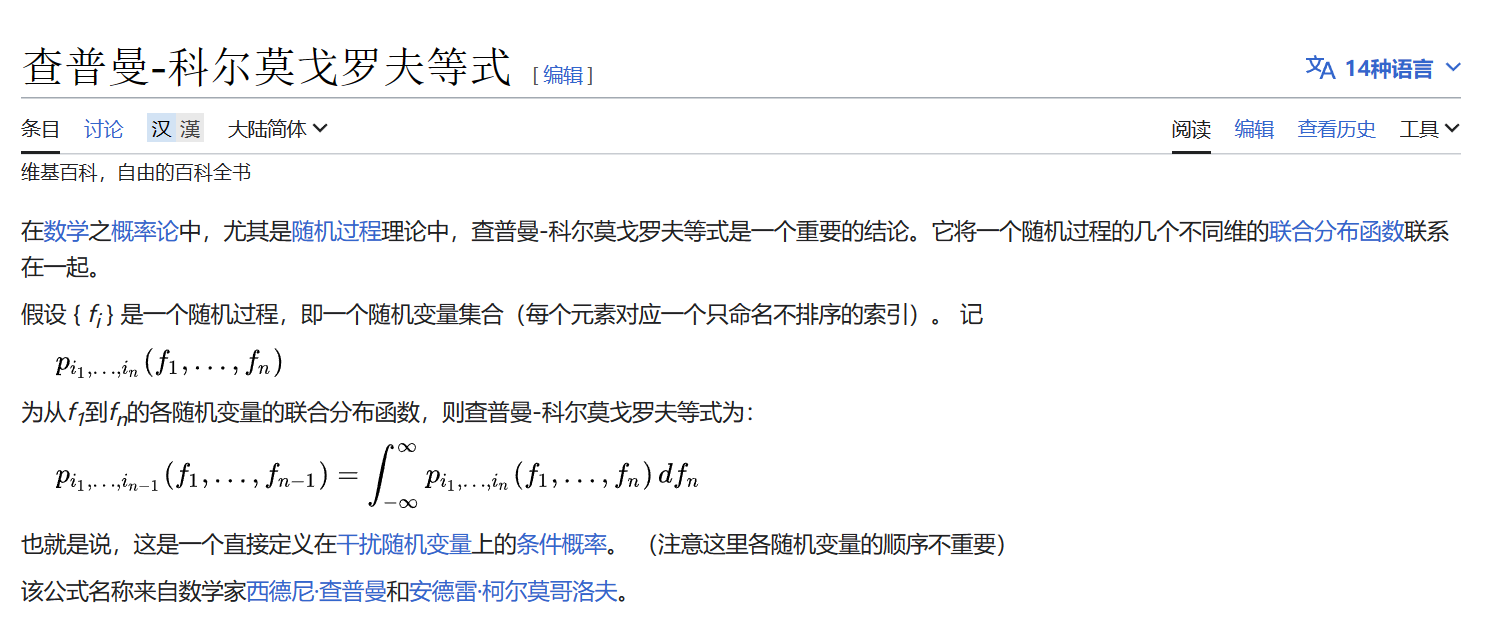 查普曼-科尔莫戈罗夫等式 [编辑]
文A 14种语言
条目 讨论 汉 漢 大陆简体 阅读 编辑 查看历史 工具
维基百科，自由的百科全书
在数学之概率论中，尤其是随机过程理论中，查普曼-科尔莫戈罗夫等式是一个重要的结论。它将一个随机过程的几个不同维的联合分布函数联系
在一起。
假设 { f_i } 是一个随机过程，即一个随机变量集合（每个元素对应一个只命名不排序的索引）。 记
p_{i_1,...,i_n}(f_1, . . . , f_n)
为从f_1到f_n的各随机变量的联合分布函数，则查普曼-科尔莫戈罗夫等式为：
p_{i_1,...,i_{n-1}}(f_1, . . . , f_{n-1}) = ∫_{-∞}^{∞} p_{i_1,...,i_n}(f_1, . . . , f_n) df_n
也就是说，这是一个直接定义在干扰随机变量上的条件概率。 （注意这里各随机变量的顺序不重要）
该公式名称来自数学家西德尼·查普曼和安德雷·柯尔莫哥洛夫。